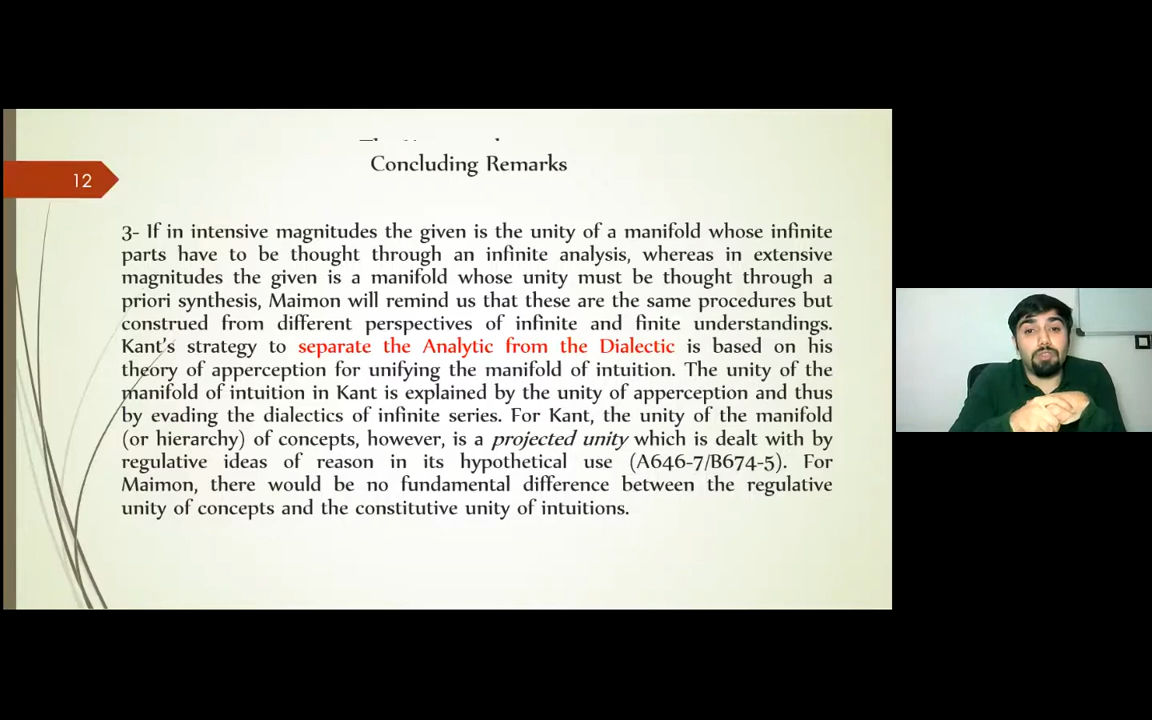 Concluding Remarks
12
3- If in intensive magnitudes the given is the unity of a manifold whose infinite
parts have to be thought through an infinite analysis, whereas in extensive
magnitudes the given is a manifold whose unity must be thought through a
priori synthesis, Maimon will remind us that these are the same procedures but
construed from different perspectives of infinite and finite understandings.
Kant's strategy to separate the Analytic from the Dialectic is based on his
theory of apperception for unifying the manifold of intuition. The unity of the
manifold of intuition in Kant is explained by the unity of apperception and thus
by evading the dialectics of infinite series. For Kant, the unity of the manifold
(or hierarchy) of concepts, however, is a projected unity which is dealt with by
regulative ideas of reason in its hypothetical use (A646-7/B674-5). For
Maimon, there would be no fundamental difference between the regulative
unity of concepts and the constitutive unity of intuitions.